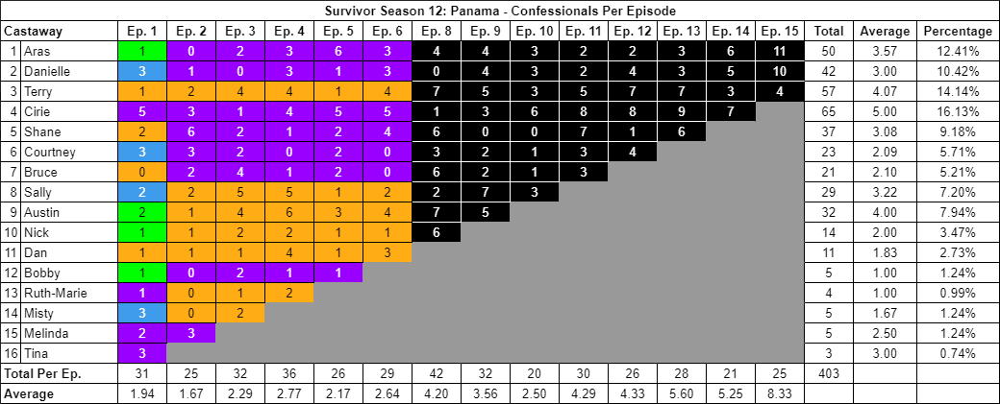 Survivor Season 12: Panama - Confessionals Per Episode
Castaway Ep. 1 Ep. 2 Ep. 3 Ep. 4 Ep. 5 Ep. 6 Ep. 8 Ep. 9 Ep. 10 Ep. 11 Ep. 12 Ep. 13 Ep. 14 Ep. 15 Total Average Percentage
1 Aras 1 0 2 3 6 3 4 4 3 2 2 3 6 11 50 3.57 12.41%
2 Danielle 3 1 0 3 1 3 0 4 3 2 4 3 5 10 42 3.00 10.42%
3 Terry 1 2 4 4 1 4 7 5 3 5 7 7 3 4 57 4.07 14.14%
4 Cirie 5 3 1 4 5 5 1 3 6 8 8 9 7 65 5.00 16.13%
5 Shane 2 6 2 1 2 4 6 0 0 7 1 6 37 3.08 9.18%
6 Courtney 3 3 2 0 2 0 3 2 1 3 4 23 2.09 5.71%
7 Bruce 0 2 4 1 2 0 6 2 1 3 21 2.10 5.21%
8 Sally 2 2 5 5 1 2 2 7 3 29 3.22 7.20%
9 Austin 2 1 4 6 3 4 7 5 32 4.00 7.94%
10 Nick 1 1 2 2 1 1 6 14 2.00 3.47%
11 Dan 1 1 1 4 1 3 11 1.83 2.73%
12 Bobby 1 0 2 1 1 5 1.00 1.24%
13 Ruth-Marie 1 0 1 2 4 1.00 0.99%
14 Misty 3 0 2 5 1.67 1.24%
15 Melinda 2 3 5 2.50 1.24%
16 Tina 3 3 3.00 0.74%
Total Per Ep. 31 25 32 36 26 29 42 32 20 30 26 28 21 25 403
Average 1.94 1.67 2.29 2.77 2.17 2.64 4.20 3.56 2.50 4.29 4.33 5.60 5.25 8.33